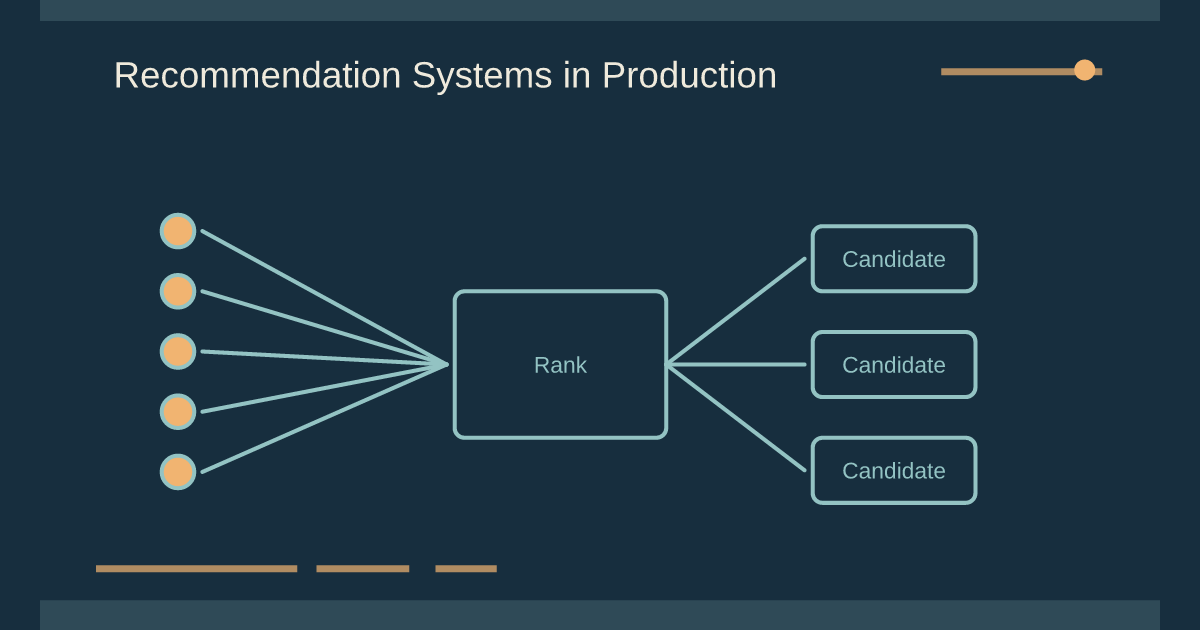 Recommendation Systems in Production
Candidate
Rank
Candidate
Candidate